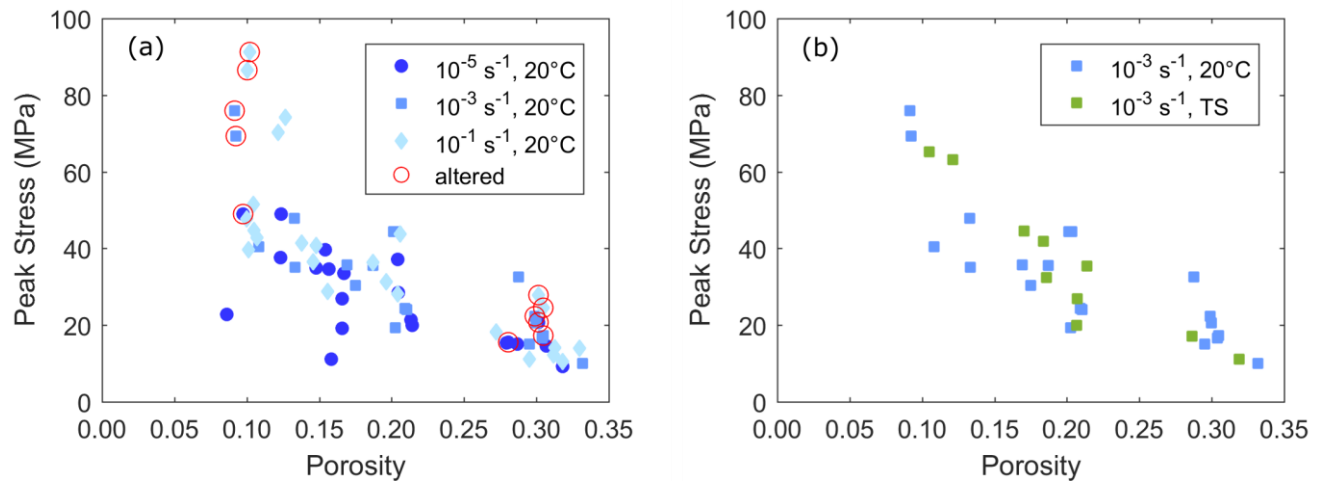 (a)
10⁻⁵ s⁻¹, 20°C
10⁻³ s⁻¹, 20°C
10⁻¹ s⁻¹, 20°C
altered
Peak Stress (MPa)
100
80
60
40
20
0
0.00 0.05 0.10 0.15 0.20 0.25 0.30 0.35
Porosity
(b)
10⁻³ s⁻¹, 20°C
10⁻³ s⁻¹, TS
Peak Stress (MPa)
100
80
60
40
20
0
0.00 0.05 0.10 0.15 0.20 0.25 0.30 0.35
Porosity